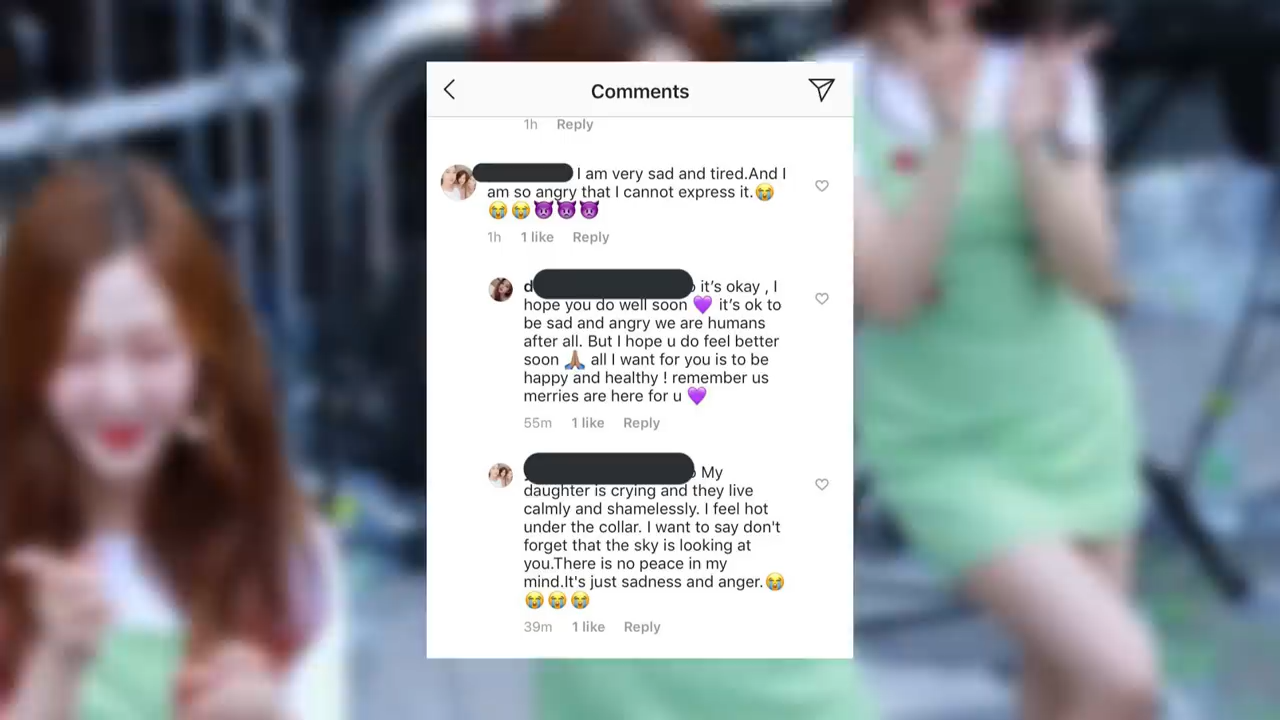 Comments
1h Reply
I am very sad and tired.And I
am so angry that I cannot express it.😭
😭😭👿👿👿
1h 1 like Reply
it’s okay , I
hope you do well soon 💜 it’s ok to
be sad and angry we are humans
after all. But I hope u do feel better
soon 🙏🏽 all I want for you is to be
happy and healthy ! remember us
merries are here for u 💜
55m 1 like Reply
My
daughter is crying and they live
calmly and shamelessly. I feel hot
under the collar. I want to say don't
forget that the sky is looking at
you.There is no peace in my
mind.It's just sadness and anger.😭
😭😭😭
39m 1 like Reply